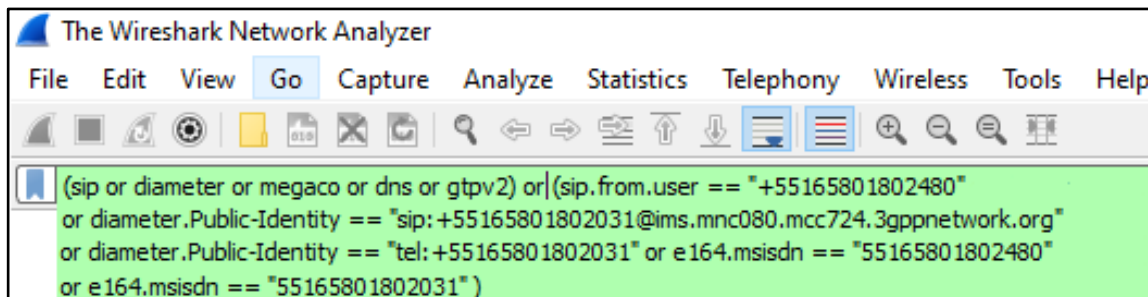 The Wireshark Network Analyzer
File Edit View Go Capture Analyze Statistics Telephony Wireless Tools Help
(sip or diameter or megaco or dns or gtpv2) or (sip.from.user == "+55165801802480"
or diameter.Public-Identity == "sip:+55165801802031@ims.mnc080.mcc724.3gppnetwork.org"
or diameter.Public-Identity == "tel:+55165801802031" or e164.msisdn == "55165801802480"
or e164.msisdn == "55165801802031")